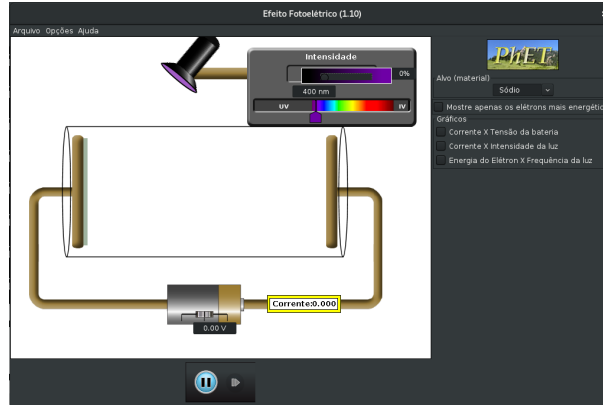 Efeito Fotoelétrico (1.10)
Arquivo Opções Ajuda
Intensidade
0%
400 nm
UV
IV
PhET
Alvo (material)
Sódio
Mostre apenas os elétrons mais energétic
Gráficos
Corrente X Tensão da bateria
Corrente X Intensidade da luz
Energia do Elétron X Frequência da luz
Corrente:0.000
0.00 V